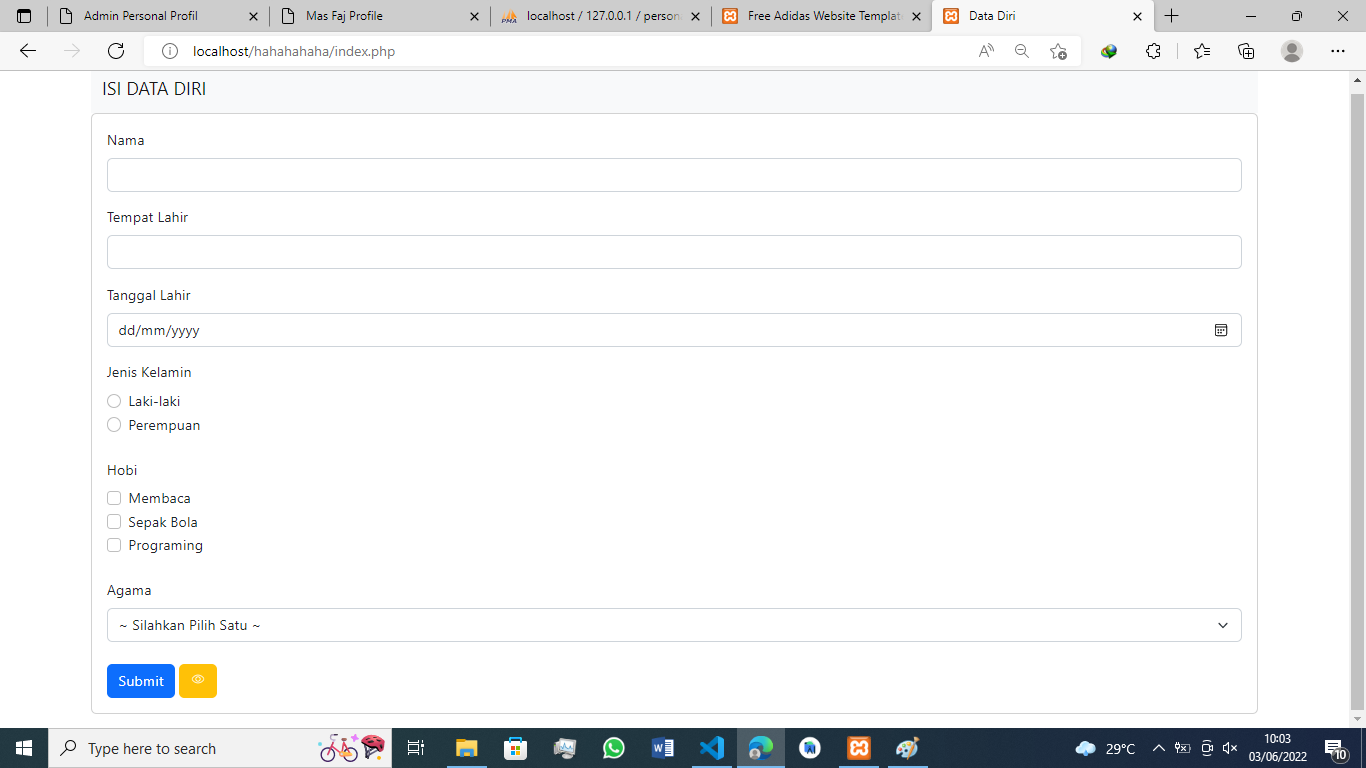 Admin Personal Profil
Mas Faj Profile
localhost / 127.0.0.1 / person
Free Adidas Website Templat
Data Diri
localhost/hahahahaha/index.php
ISI DATA DIRI
Nama
Tempat Lahir
Tanggal Lahir
dd/mm/yyyy
Jenis Kelamin
Laki-laki
Perempuan
Hobi
Membaca
Sepak Bola
Programing
Agama
~ Silahkan Pilih Satu ~
Submit
Type here to search
29°C
10:03
03/06/2022
10